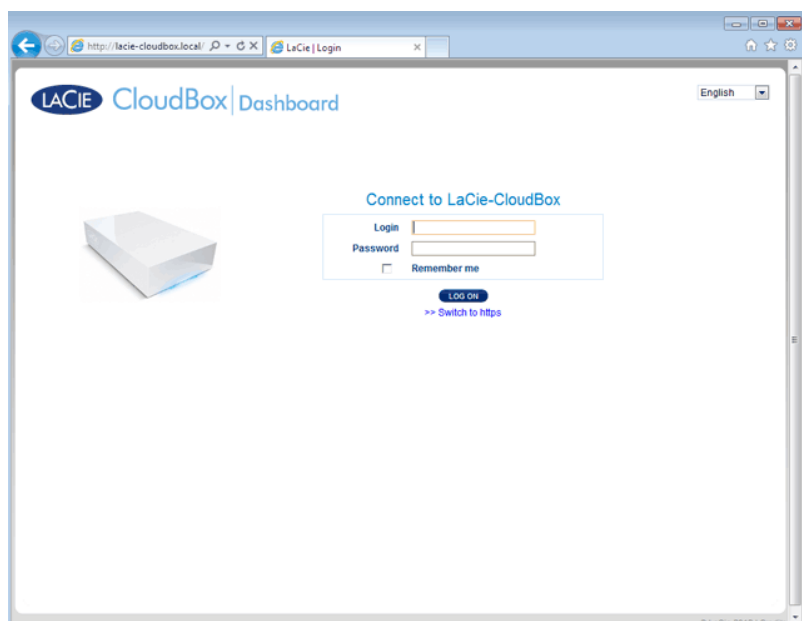 http://lacie-cloudbox.local/
LaCie | Login
LACIE CloudBox Dashboard
English
Connect to LaCie-CloudBox
Login
Password
Remember me
LOG ON
>> Switch to https